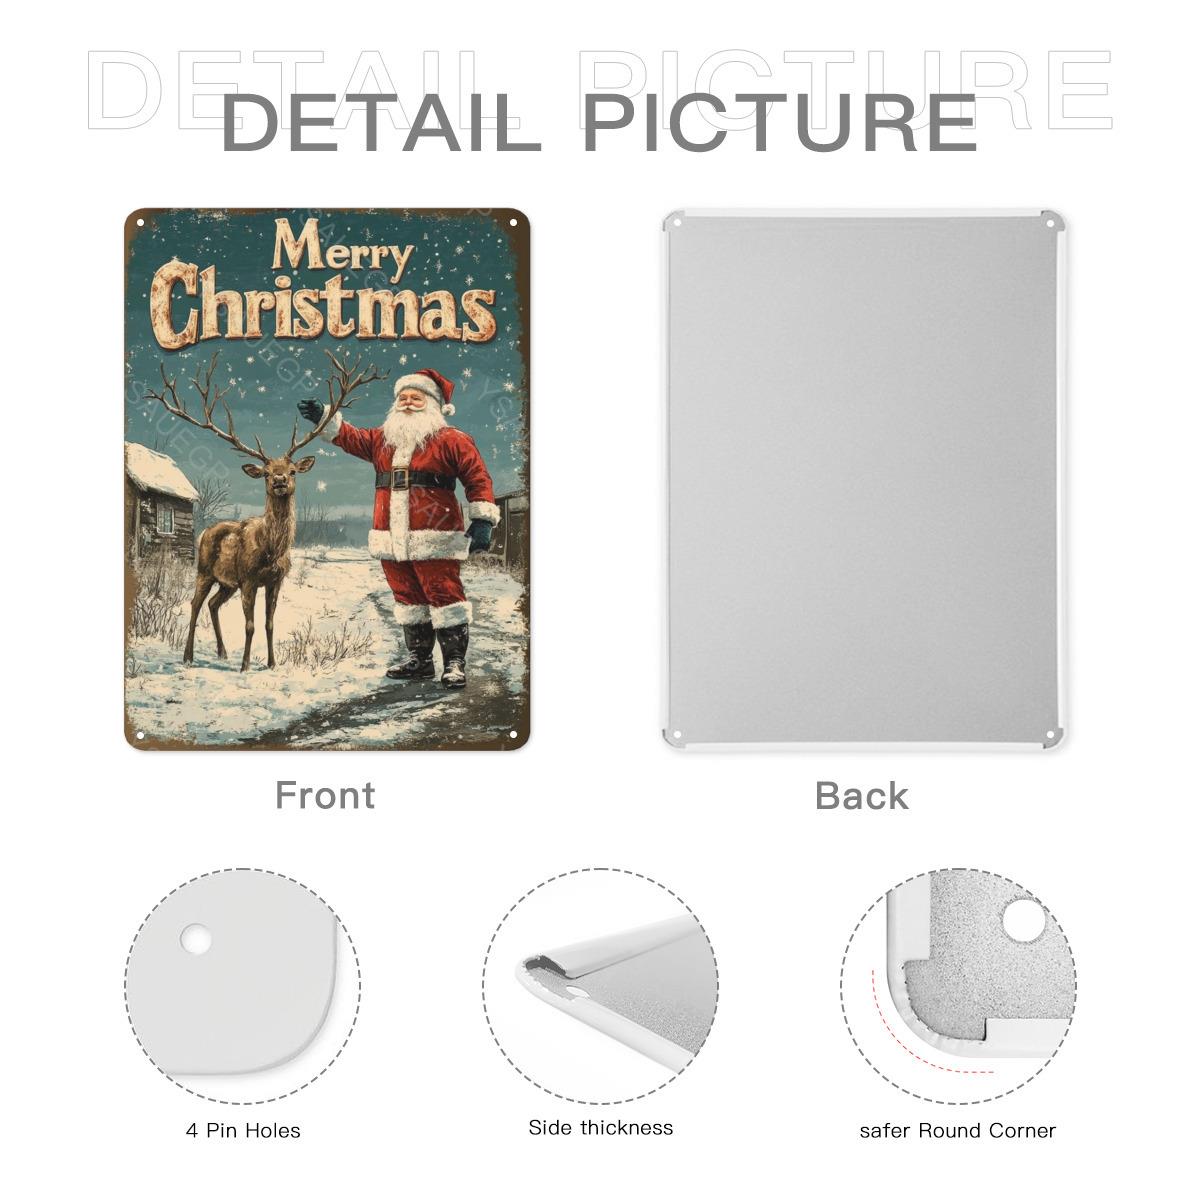 DETAIL PICTURE
DETAIL PICTURE
Merry
Christmas
Front
Back
4 Pin Holes
Side thickness
safer Round Corner